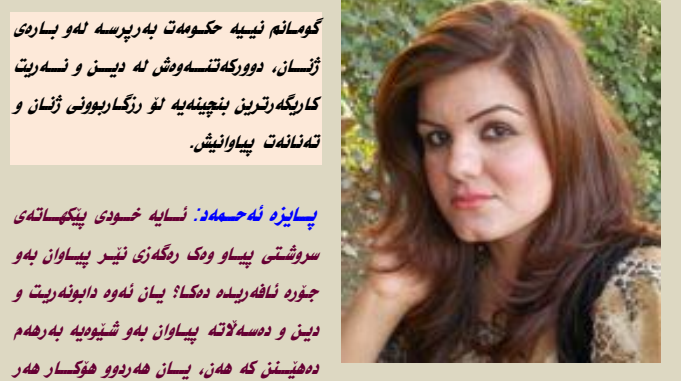 گومانم نییە حکومەت بەرپرسە لەو بارەی
ژنان، دوورکەتنەوەش لە دین و نەریت
کاریگەرترین بنچینەیە لۆ رزگاربوونی ژنان و
تەنانەت پیاوانیش.
پایزە ئەحمەد: ئایە خودی پێکهاتەی
سروشتی پیاو وەک رەگەزی نێر پیاوان بەو
جۆرە ئافەریدە دەکا؟ یان ئەوە دابونەریت و
دین و دەسەڵاتە پیاوان بەو شێوەیە بەرهەم
دەهێنن کە هەن، یان هەردوو هۆکار هەر